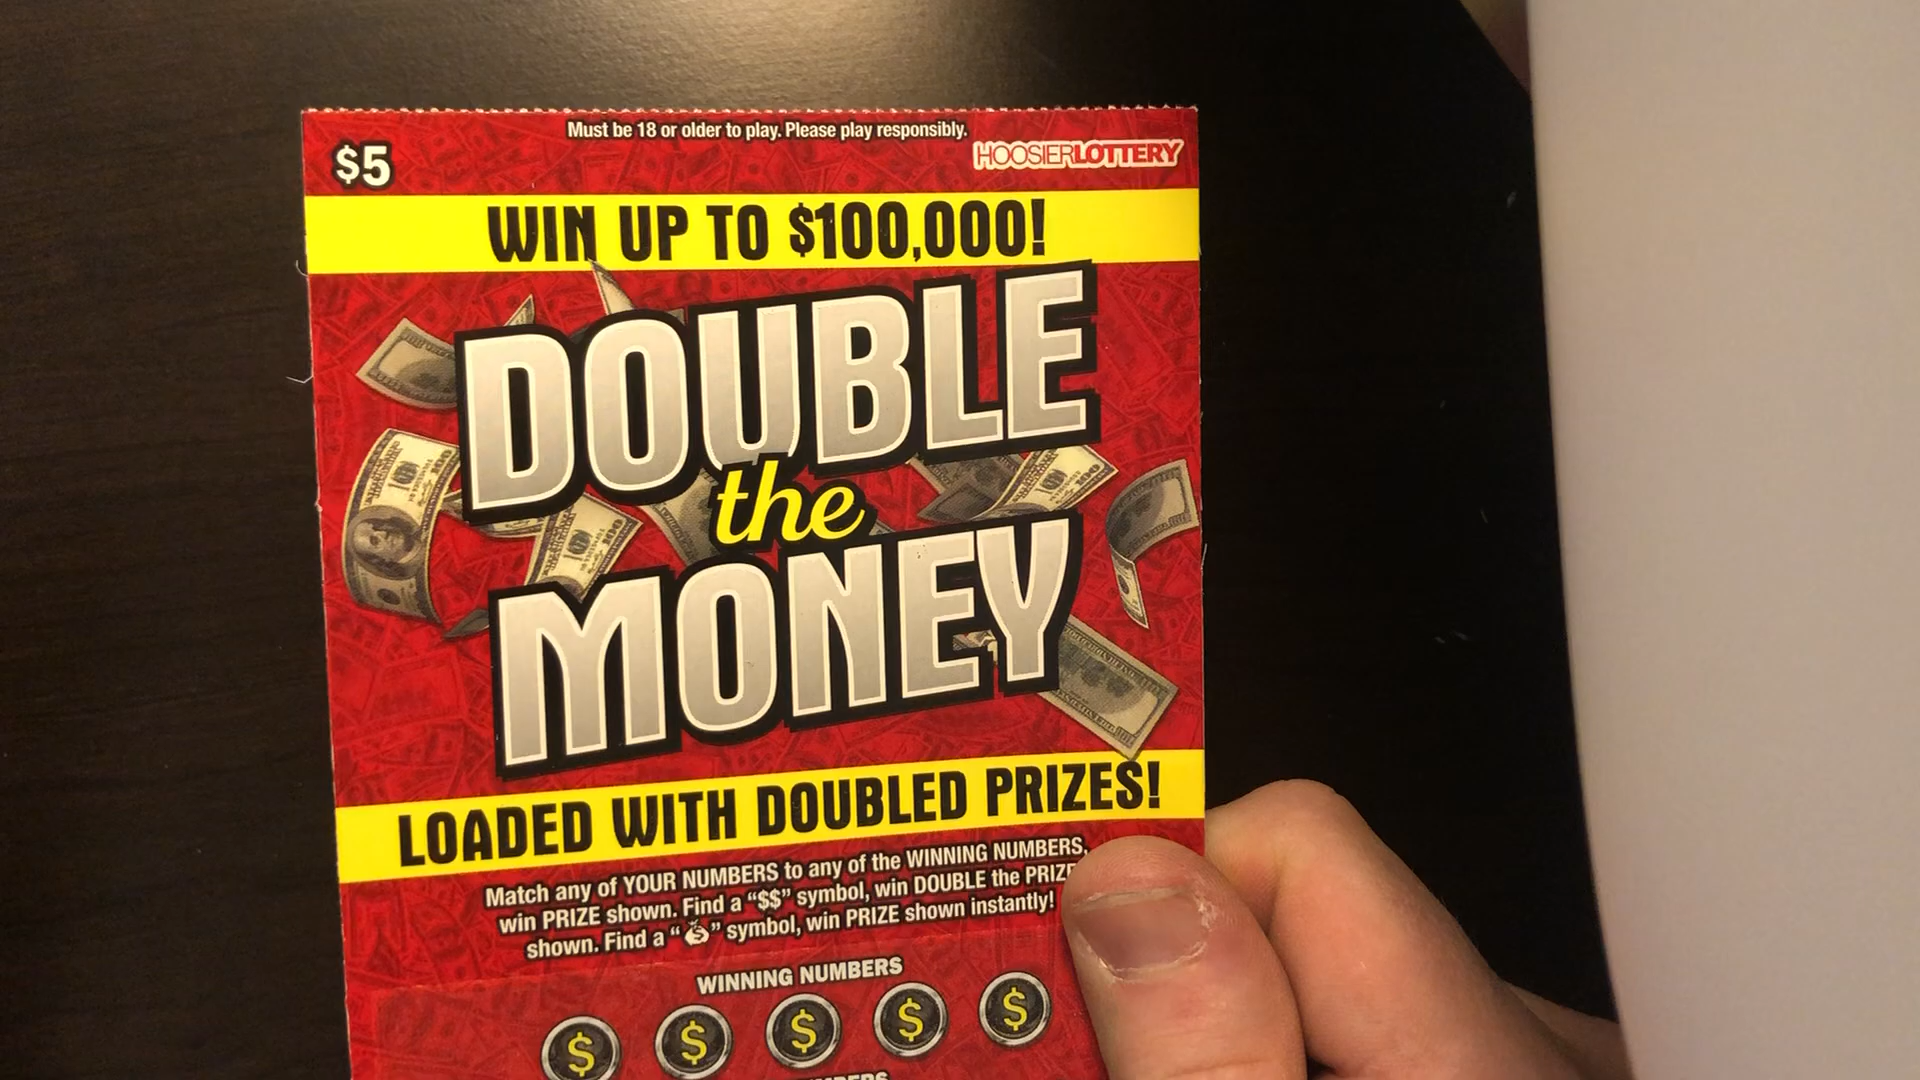 Must be 18 or older to play. Please play responsibly.
$5
HOOSIERLOTTERY
WIN UP TO $100,000!
DOUBLE
the
MONEY
LOADED WITH DOUBLED PRIZES!
Match any of YOUR NUMBERS to any of the WINNING NUMBERS,
win PRIZE shown. Find a “$$” symbol, win DOUBLE the PRIZE
shown. Find a “💰” symbol, win PRIZE shown instantly!
WINNING NUMBERS
$ $ $ $ $